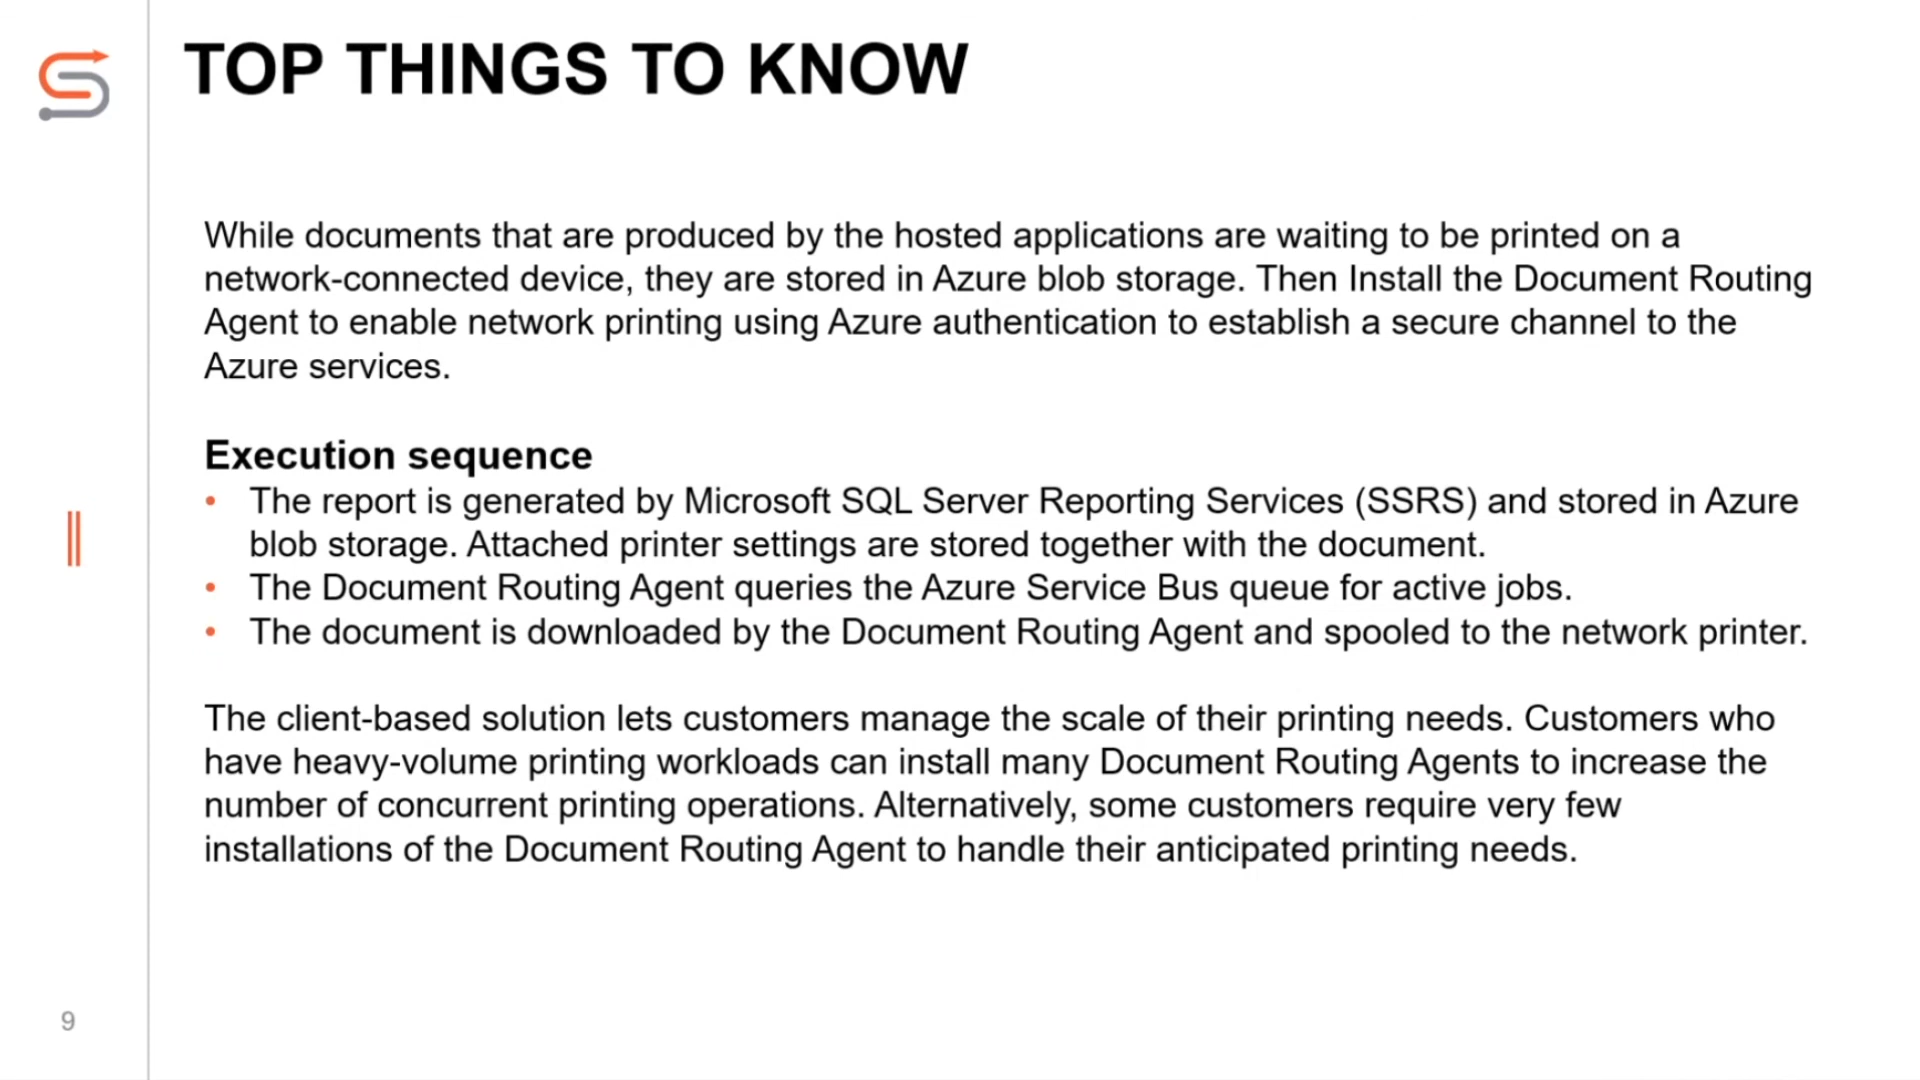 TOP THINGS TO KNOW
While documents that are produced by the hosted applications are waiting to be printed on a
network-connected device, they are stored in Azure blob storage. Then Install the Document Routing
Agent to enable network printing using Azure authentication to establish a secure channel to the
Azure services.
Execution sequence
• The report is generated by Microsoft SQL Server Reporting Services (SSRS) and stored in Azure
blob storage. Attached printer settings are stored together with the document.
• The Document Routing Agent queries the Azure Service Bus queue for active jobs.
• The document is downloaded by the Document Routing Agent and spooled to the network printer.
The client-based solution lets customers manage the scale of their printing needs. Customers who
have heavy-volume printing workloads can install many Document Routing Agents to increase the
number of concurrent printing operations. Alternatively, some customers require very few
installations of the Document Routing Agent to handle their anticipated printing needs.
9